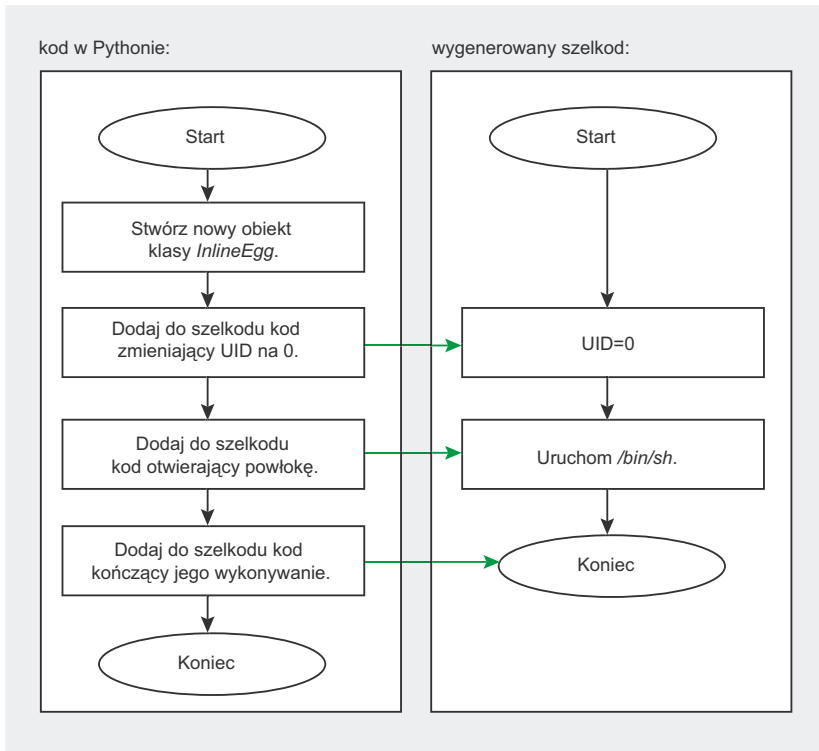 kod w Pythonie:
Start
Stwórz nowy obiekt
klasy InlineEgg.
Dodaj do szelkodu kod
zmieniający UID na 0.
Dodaj do szelkodu
kod otwierający powłokę.
Dodaj do szelkodu kod
kończący jego wykonywanie.
Koniec
wygenerowany szelkod:
Start
UID=0
Uruchom /bin/sh.
Koniec